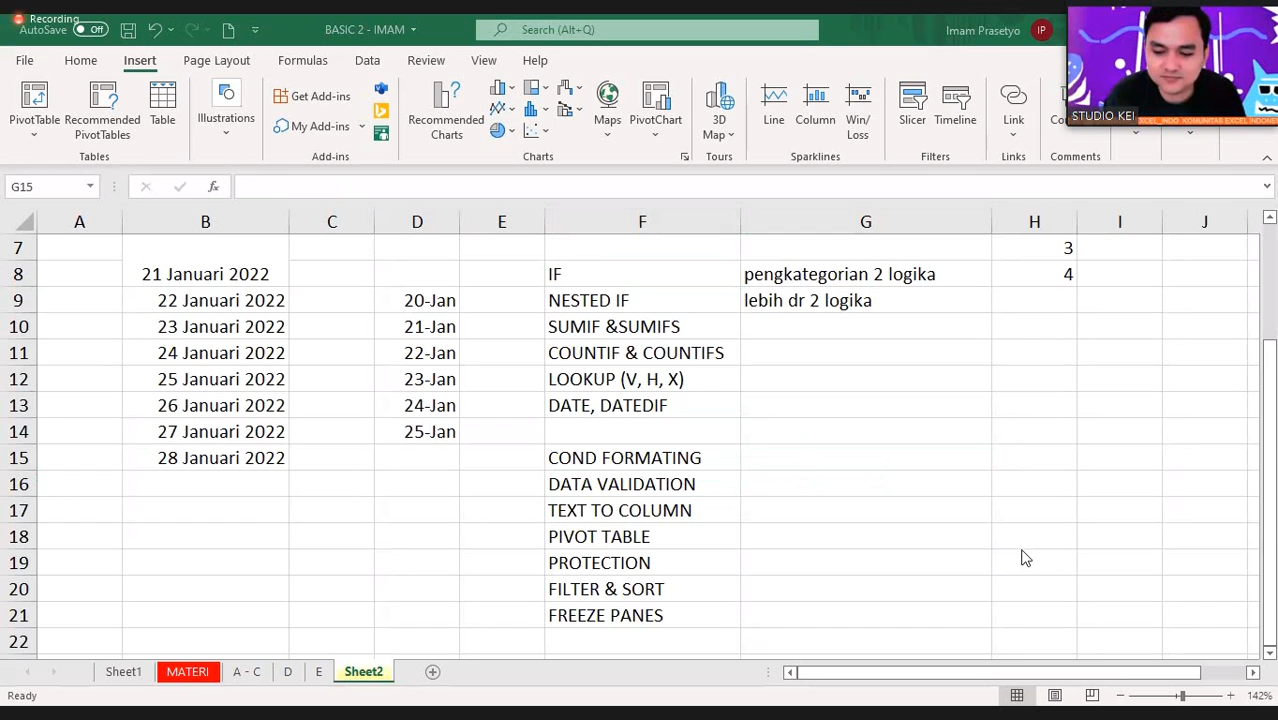 Recording
AutoSave Off BASIC 2 - IMAM Search (Alt+Q) Imam Prasetyo IP
File Home Insert Page Layout Formulas Data Review View Help
PivotTable Recommended PivotTables Table Illustrations Get Add-ins My Add-ins Recommended Charts Maps PivotChart 3D Map Line Column Win/Loss Slicer Timeline Link
Tables Add-ins Charts Tours Sparklines Filters Links Comments
STUDIO KEI
EXCEL_INDO KOMUNITAS EXCEL INDONE
G15 fx
A B C D E F G H I J
7 3
8 21 Januari 2022 IF pengkategorian 2 logika 4
9 22 Januari 2022 20-Jan NESTED IF lebih dr 2 logika
10 23 Januari 2022 21-Jan SUMIF &SUMIFS
11 24 Januari 2022 22-Jan COUNTIF & COUNTIFS
12 25 Januari 2022 23-Jan LOOKUP (V, H, X)
13 26 Januari 2022 24-Jan DATE, DATEDIF
14 27 Januari 2022 25-Jan
15 28 Januari 2022 COND FORMATING
16 DATA VALIDATION
17 TEXT TO COLUMN
18 PIVOT TABLE
19 PROTECTION
20 FILTER & SORT
21 FREEZE PANES
22
Sheet1 MATERI A - C D E Sheet2
Ready 142%